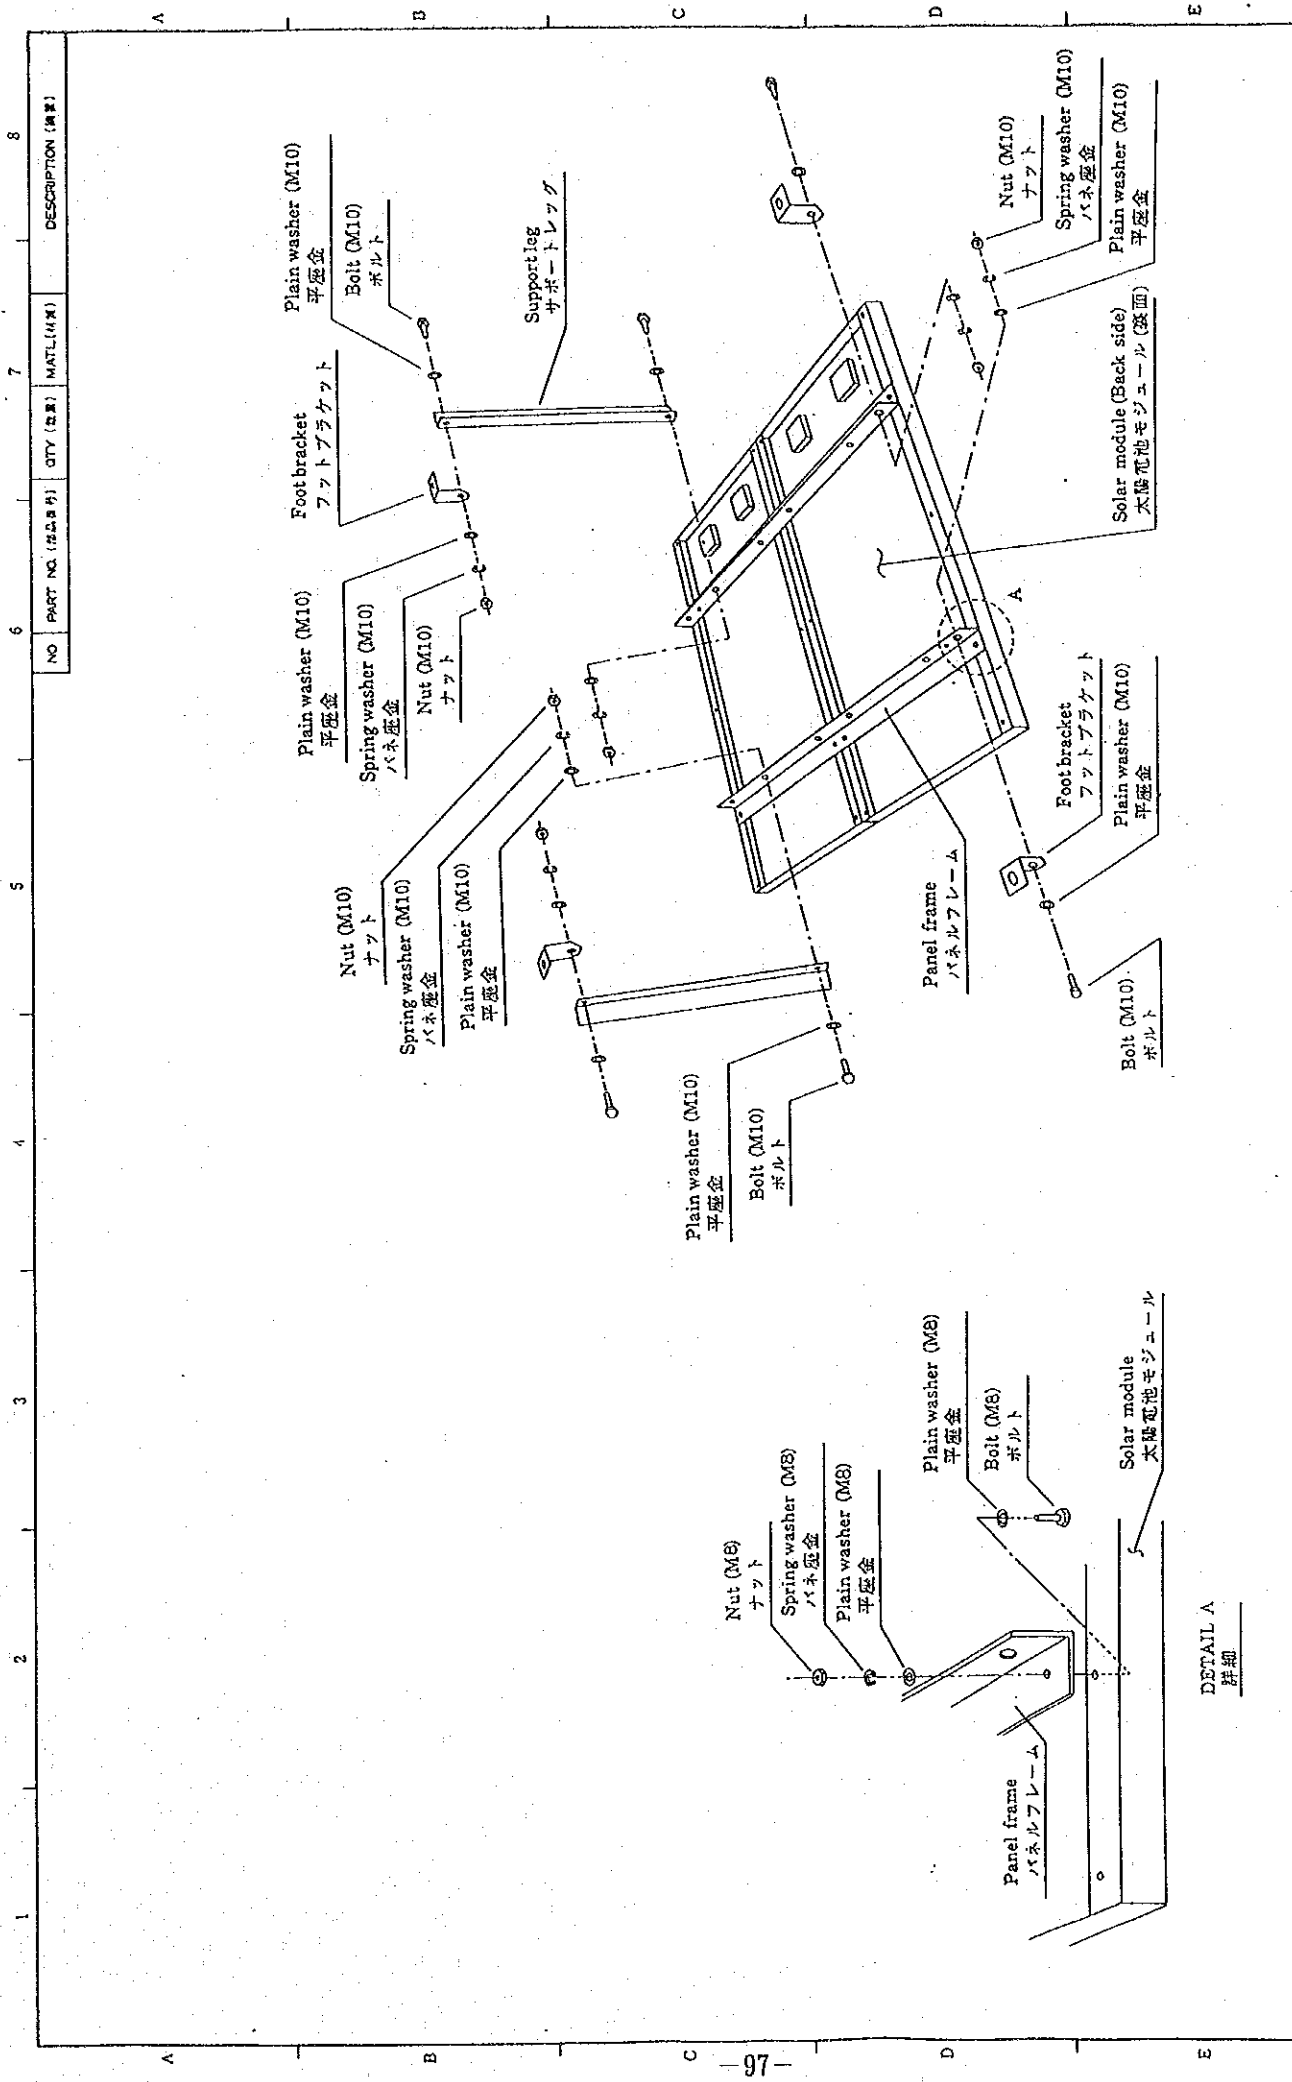 1
2
3
4
5
6
7
8
A
B
C
D
E
A
B
C
D
E
NO
PART NO.
QTY
MATL
DESCRIPTION
Plain washer (M10)
平座金
Bolt (M10)
ボルト
Foot bracket
フットブラケット
Support leg
サポートレッグ
Plain washer (M10)
平座金
Spring washer (M10)
バネ座金
Nut (M10)
ナット
Nut (M10)
ナット
Spring washer (M10)
バネ座金
Plain washer (M10)
平座金
Nut (M10)
ナット
Spring washer (M10)
バネ座金
Plain washer (M10)
平座金
Solar module (Back side)
太陽電池モジュール (裏面)
A
Foot bracket
フットブラケット
Plain washer (M10)
平座金
Panel frame
パネルフレーム
Bolt (M10)
ボルト
Plain washer (M10)
平座金
Bolt (M10)
ボルト
Nut (M8)
ナット
Spring washer (M8)
バネ座金
Plain washer (M8)
平座金
Plain washer (M8)
平座金
Bolt (M8)
ボルト
Solar module
太陽電池モジュール
Panel frame
パネルフレーム
DETAIL A
詳細
—97—